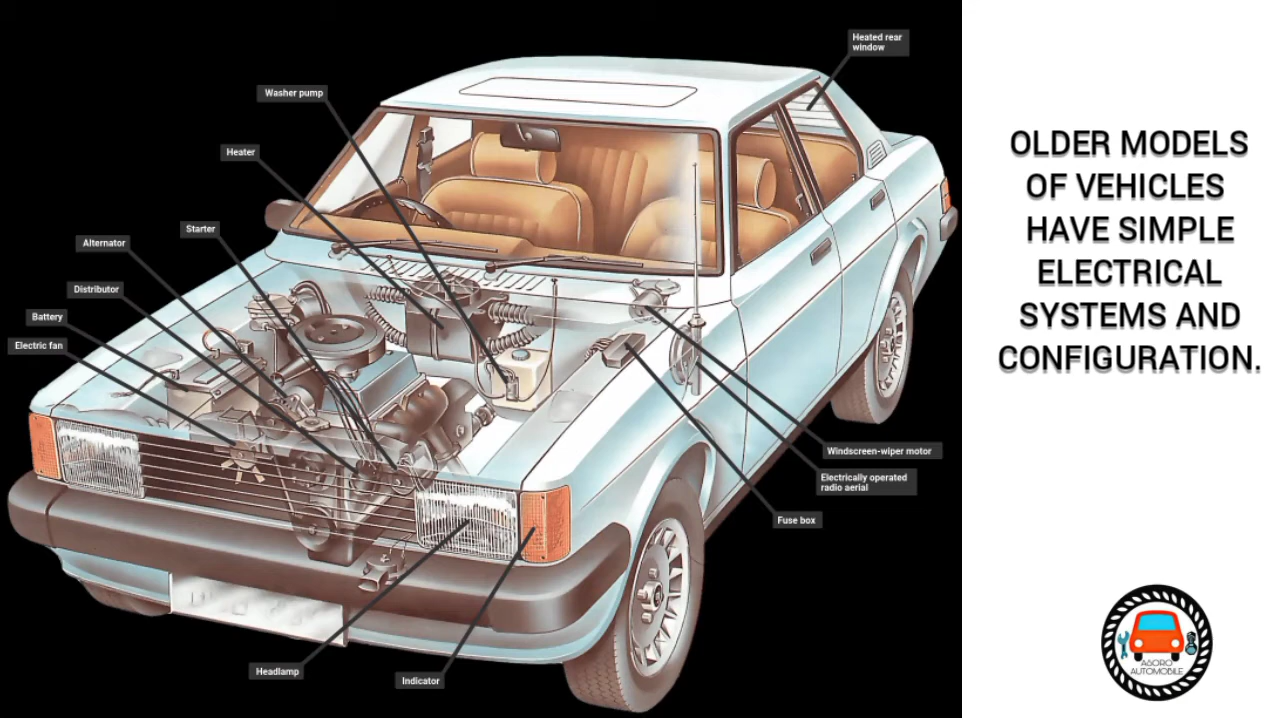 Heated rear
window
Washer pump
Heater
Starter
Alternator
Distributor
Battery
Electric fan
Windscreen-wiper motor
Electrically operated
radio aerial
Fuse box
Headlamp
Indicator
OLDER MODELS
OF VEHICLES
HAVE SIMPLE
ELECTRICAL
SYSTEMS AND
CONFIGURATION.
AGORO
AUTOMOBILE